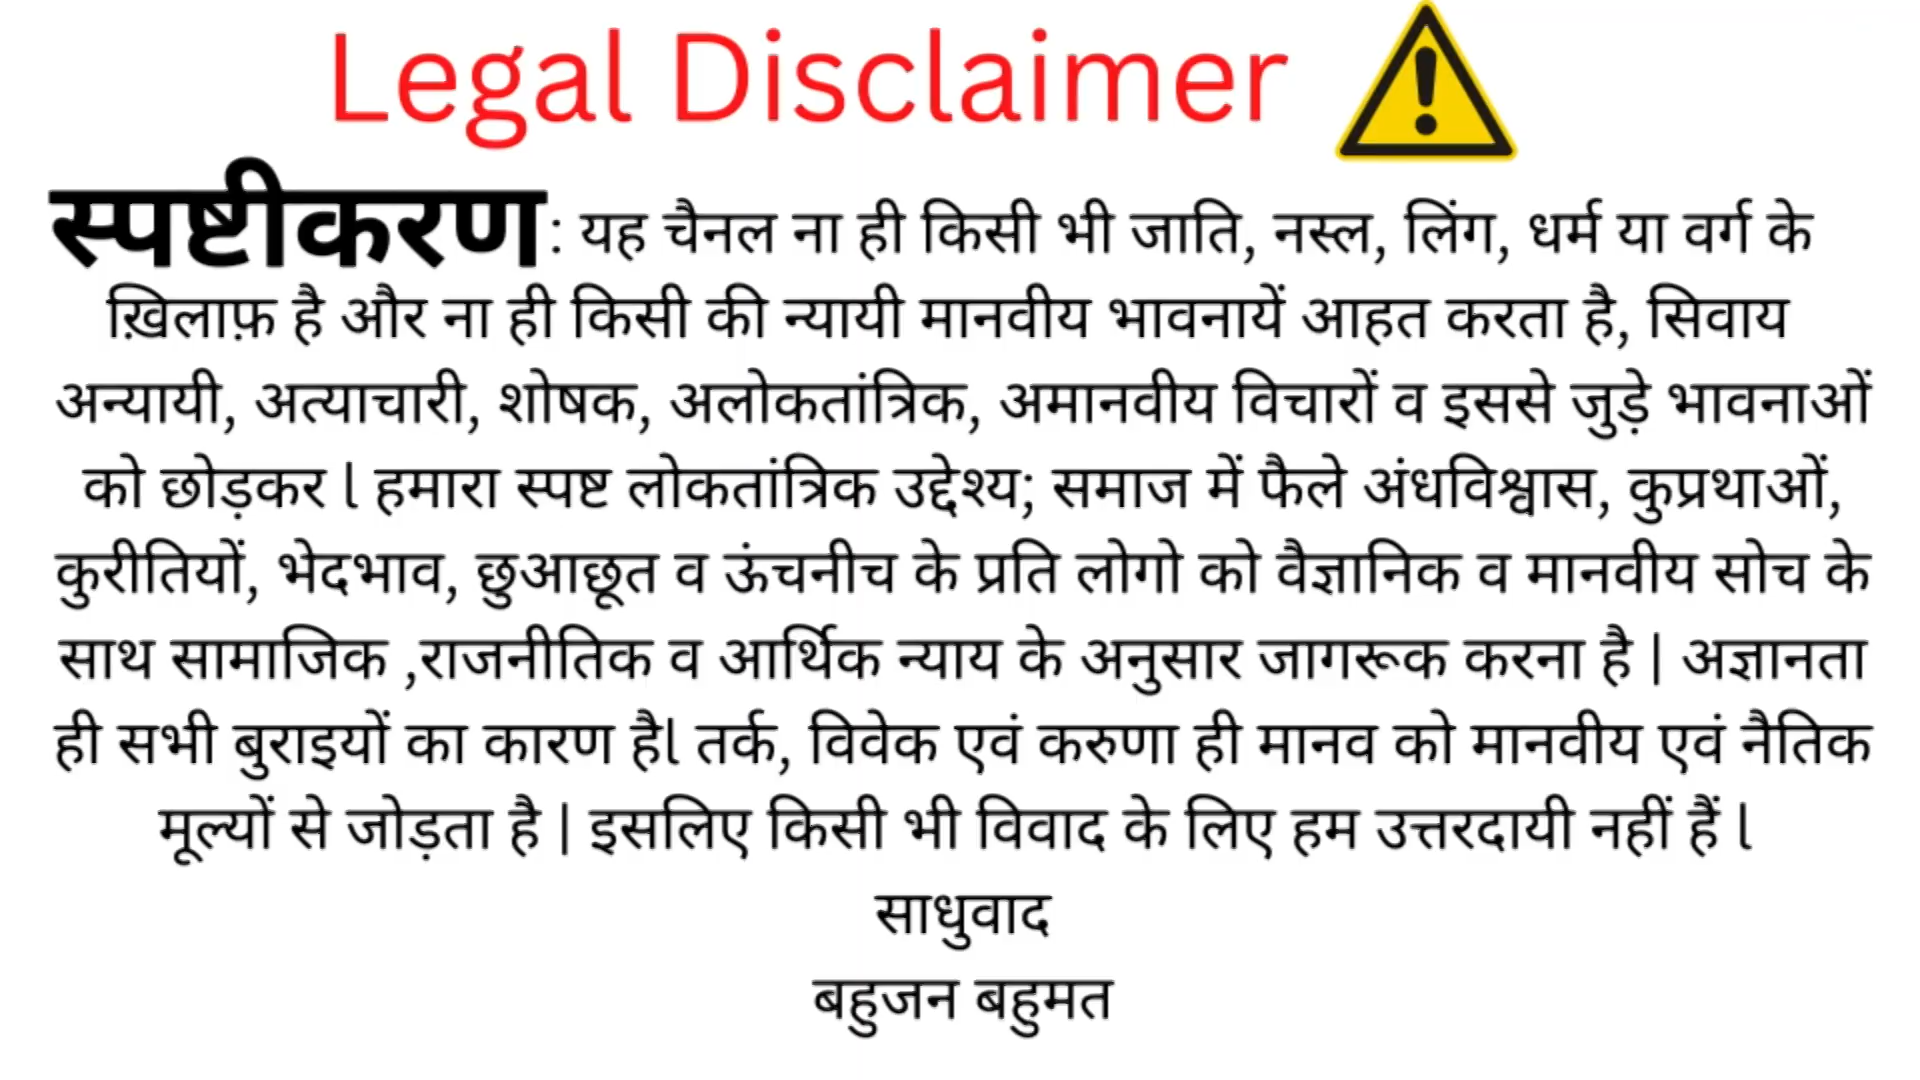 Legal Disclaimer
स्पष्टीकरण: यह चैनल ना ही किसी भी जाति, नस्ल, लिंग, धर्म या वर्ग के
ख़िलाफ़ है और ना ही किसी की न्यायी मानवीय भावनायें आहत करता है, सिवाय
अन्यायी, अत्याचारी, शोषक, अलोकतांत्रिक, अमानवीय विचारों व इससे जुड़े भावनाओं
को छोड़कर l हमारा स्पष्ट लोकतांत्रिक उद्देश्य; समाज में फैले अंधविश्वास, कुप्रथाओं,
कुरीतियों, भेदभाव, छुआछूत व ऊंचनीच के प्रति लोगो को वैज्ञानिक व मानवीय सोच के
साथ सामाजिक ,राजनीतिक व आर्थिक न्याय के अनुसार जागरूक करना है | अज्ञानता
ही सभी बुराइयों का कारण हैl तर्क, विवेक एवं करुणा ही मानव को मानवीय एवं नैतिक
मूल्यों से जोड़ता है | इसलिए किसी भी विवाद के लिए हम उत्तरदायी नहीं हैं l
साधुवाद
बहुजन बहुमत